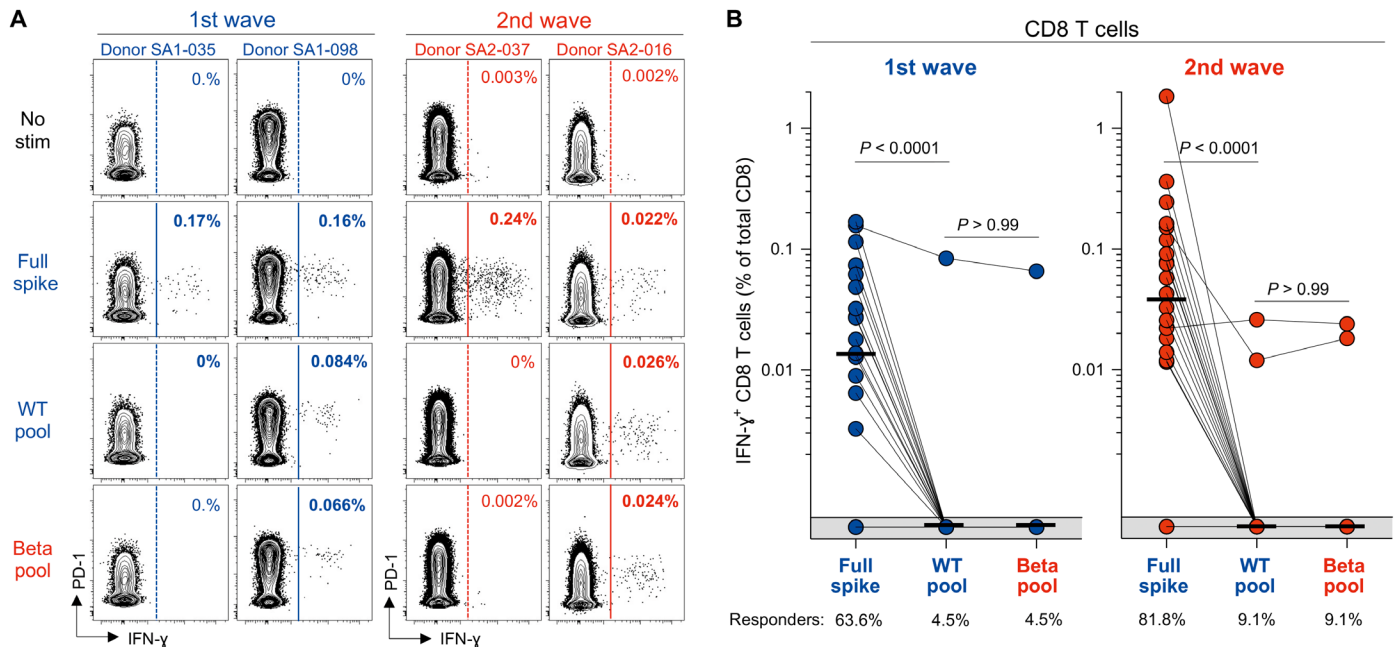 A
1st wave
2nd wave
Donor SA1-035
Donor SA1-098
Donor SA2-037
Donor SA2-016
No
stim
0.%
0%
0.003%
0.002%
Full
spike
0.17%
0.16%
0.24%
0.022%
WT
pool
0%
0.084%
0%
0.026%
Beta
pool
0.%
0.066%
0.002%
0.024%
PD-1
IFN-γ
PD-1
IFN-γ
B
CD8 T cells
1st wave
2nd wave
IFN-γ⁺ CD8 T cells (% of total CD8)
1
0.1
0.01
P < 0.0001
P > 0.99
1
0.1
0.01
P < 0.0001
P > 0.99
Full
spike
WT
pool
Beta
pool
Full
spike
WT
pool
Beta
pool
Responders: 63.6% 4.5% 4.5% 81.8% 9.1% 9.1%